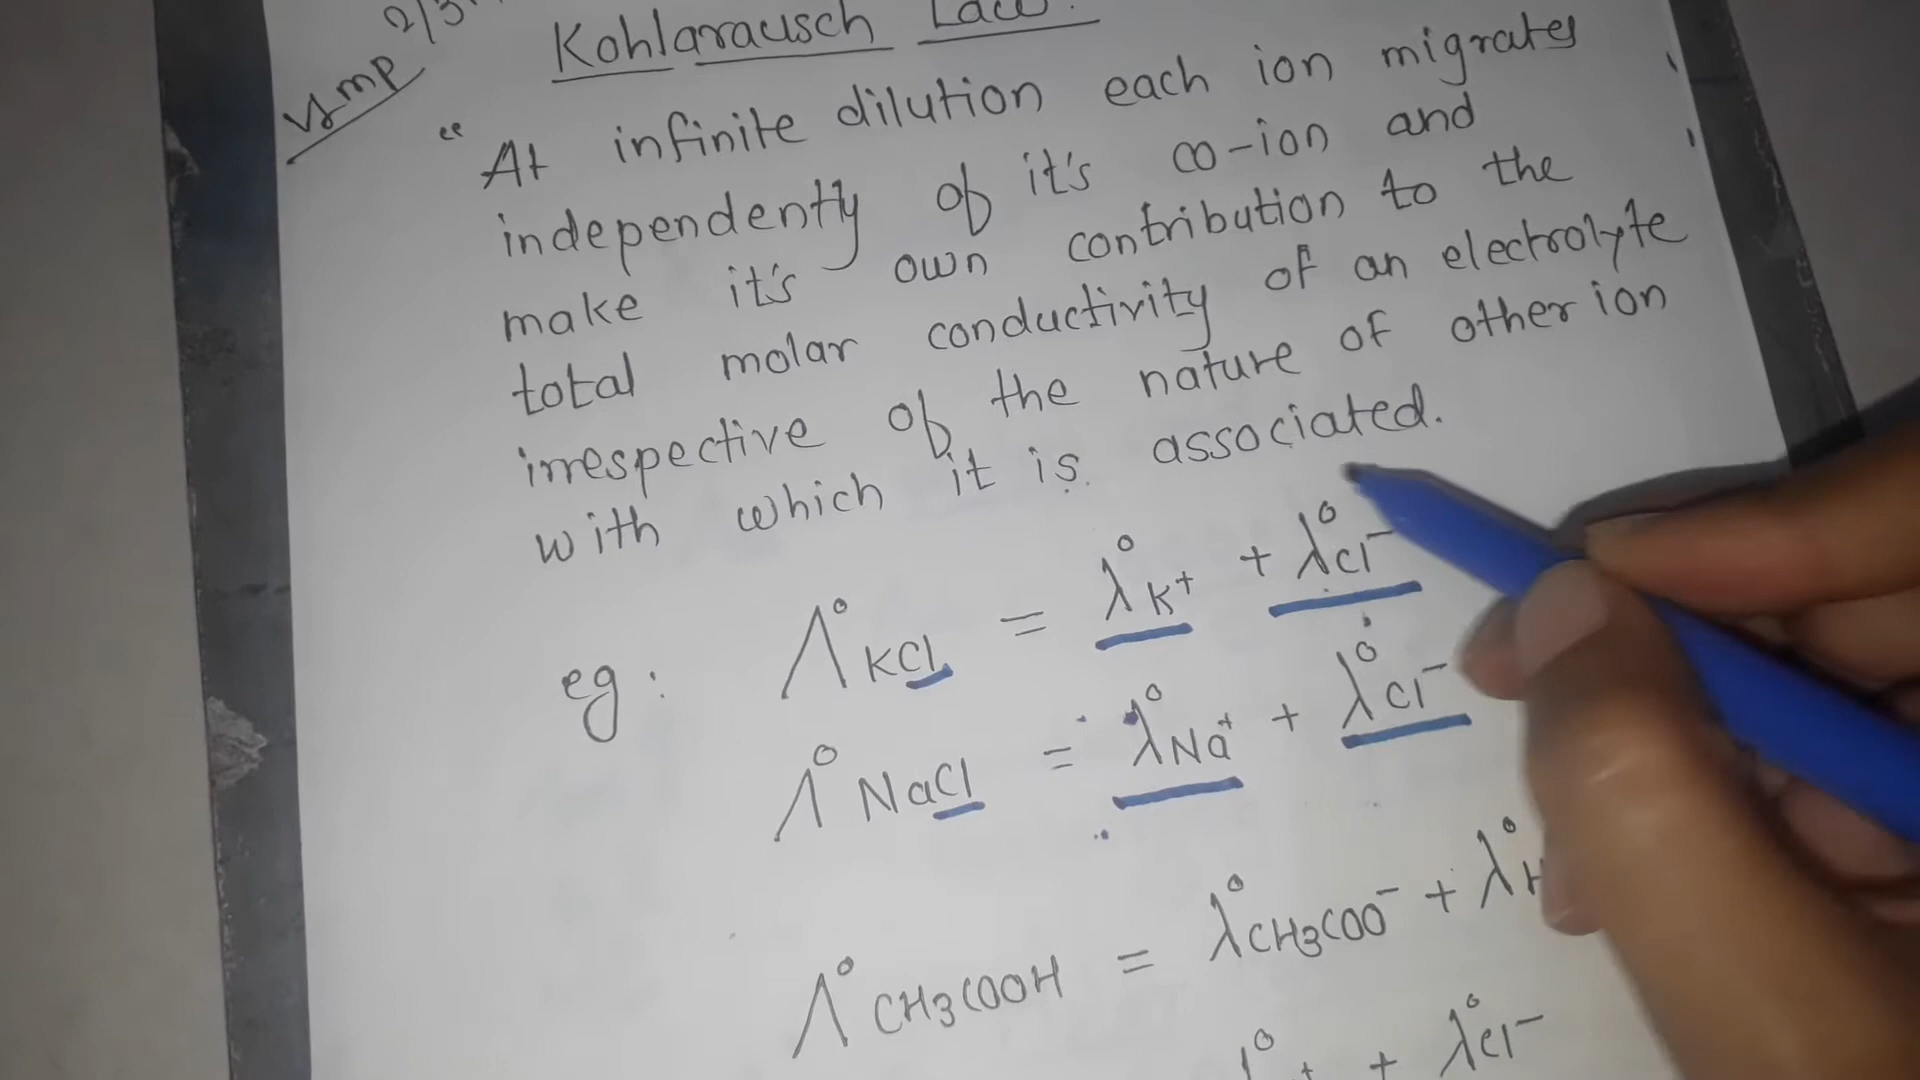 Vmp 2/3
Kohlarausch Law:
“ At infinite dilution each ion migrates
independently of it's co-ion and
make it's own contribution to the
total molar conductivity of an electrolyte
irrespective of the nature of other ion
with which it is associated.
eg: Λ°KCl = λ°K⁺ + λ°Cl⁻
Λ°NaCl = λ°Na⁺ + λ°Cl⁻
Λ°CH3COOH = λ°CH3COO⁻ + λ°H
° + + λ°Cl⁻